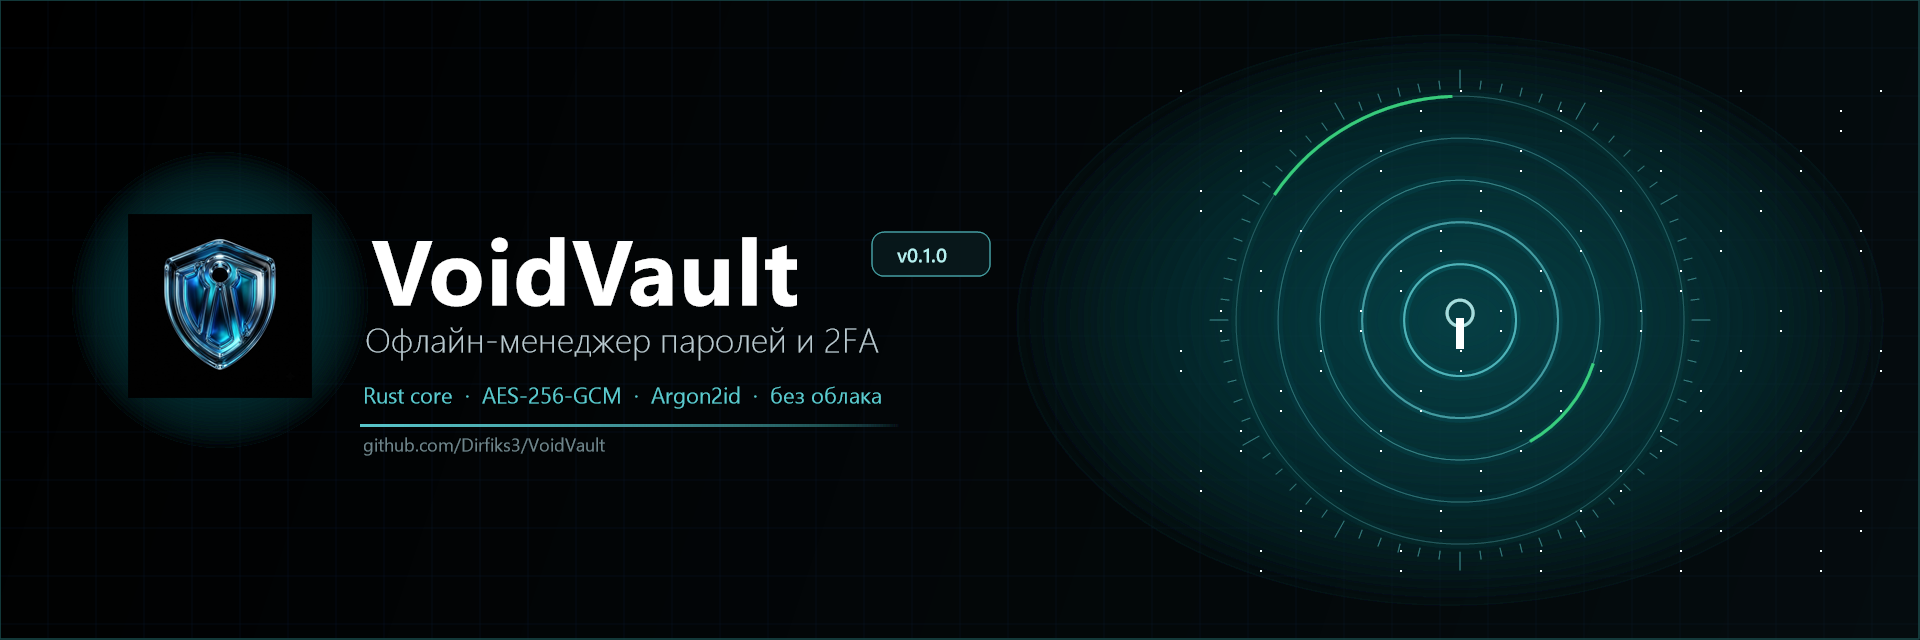 VoidVault
v0.1.0
Офлайн-менеджер паролей и 2FA
Rust core · AES-256-GCM · Argon2id · без облака
github.com/Dirfiks3/VoidVault